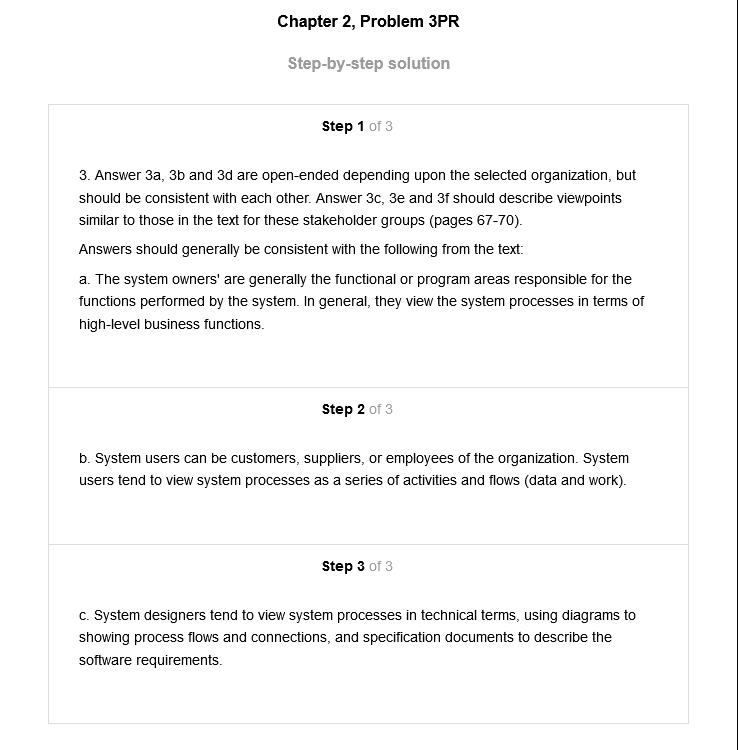 Chapter 2, Problem 3PR
Step-by-step solution
Step 1 of 3
3. Answer 3a, 3b and 3d are open-ended depending upon the selected organization, but
should be consistent with each other. Answer 3c, 3e and 3f should describe viewpoints
similar to those in the text for these stakeholder groups (pages 67-70).
Answers should generally be consistent with the following from the text:
a. The system owners' are generally the functional or program areas responsible for the
functions performed by the system. In general, they view the system processes in terms of
high-level business functions.
Step 2 of 3
b. System users can be customers, suppliers, or employees of the organization. System
users tend to view system processes as a series of activities and flows (data and work).
Step 3 of 3
c. System designers tend to view system processes in technical terms, using diagrams to
showing process flows and connections, and specification documents to describe the
software requirements.